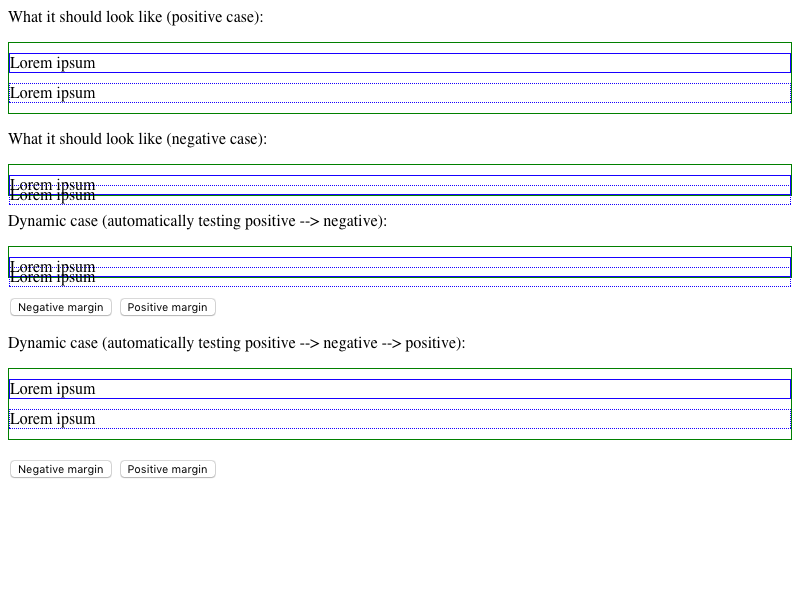 What it should look like (positive case):
Lorem ipsum
Lorem ipsum
What it should look like (negative case):
Lorem ipsum
Lorem ipsum
Dynamic case (automatically testing positive --> negative):
Lorem ipsum
Lorem ipsum
Negative margin Positive margin
Dynamic case (automatically testing positive --> negative --> positive):
Lorem ipsum
Lorem ipsum
Negative margin Positive margin